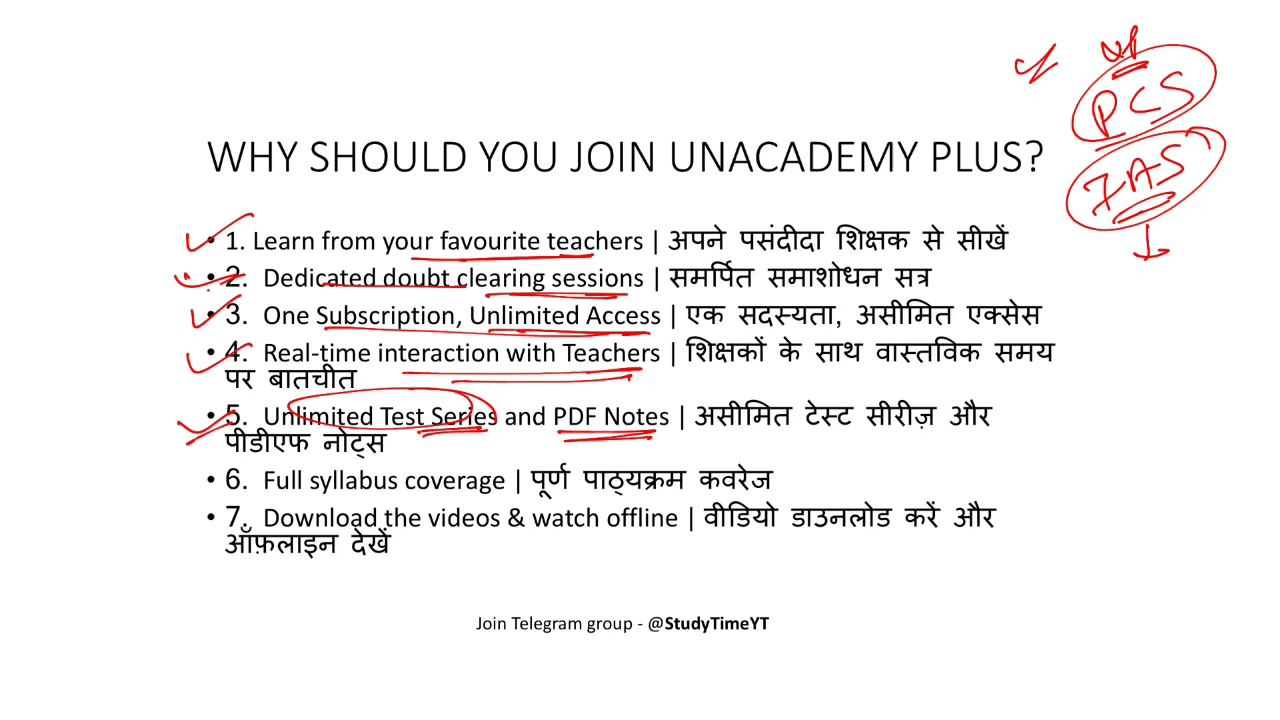 UP
PCS
IAS
WHY SHOULD YOU JOIN UNACADEMY PLUS?
• 1. Learn from your favourite teachers | अपने पसंदीदा शिक्षक से सीखें
• 2. Dedicated doubt clearing sessions | समर्पित समाशोधन सत्र
• 3. One Subscription, Unlimited Access | एक सदस्यता, असीमित एक्सेस
• 4. Real-time interaction with Teachers | शिक्षकों के साथ वास्तविक समय
पर बातचीत
• 5. Unlimited Test Series and PDF Notes | असीमित टेस्ट सीरीज़ और
पीडीएफ नोट्स
• 6. Full syllabus coverage | पूर्ण पाठ्यक्रम कवरेज
• 7. Download the videos & watch offline | वीडियो डाउनलोड करें और
ऑफ़लाइन देखें
Join Telegram group - @StudyTimeYT